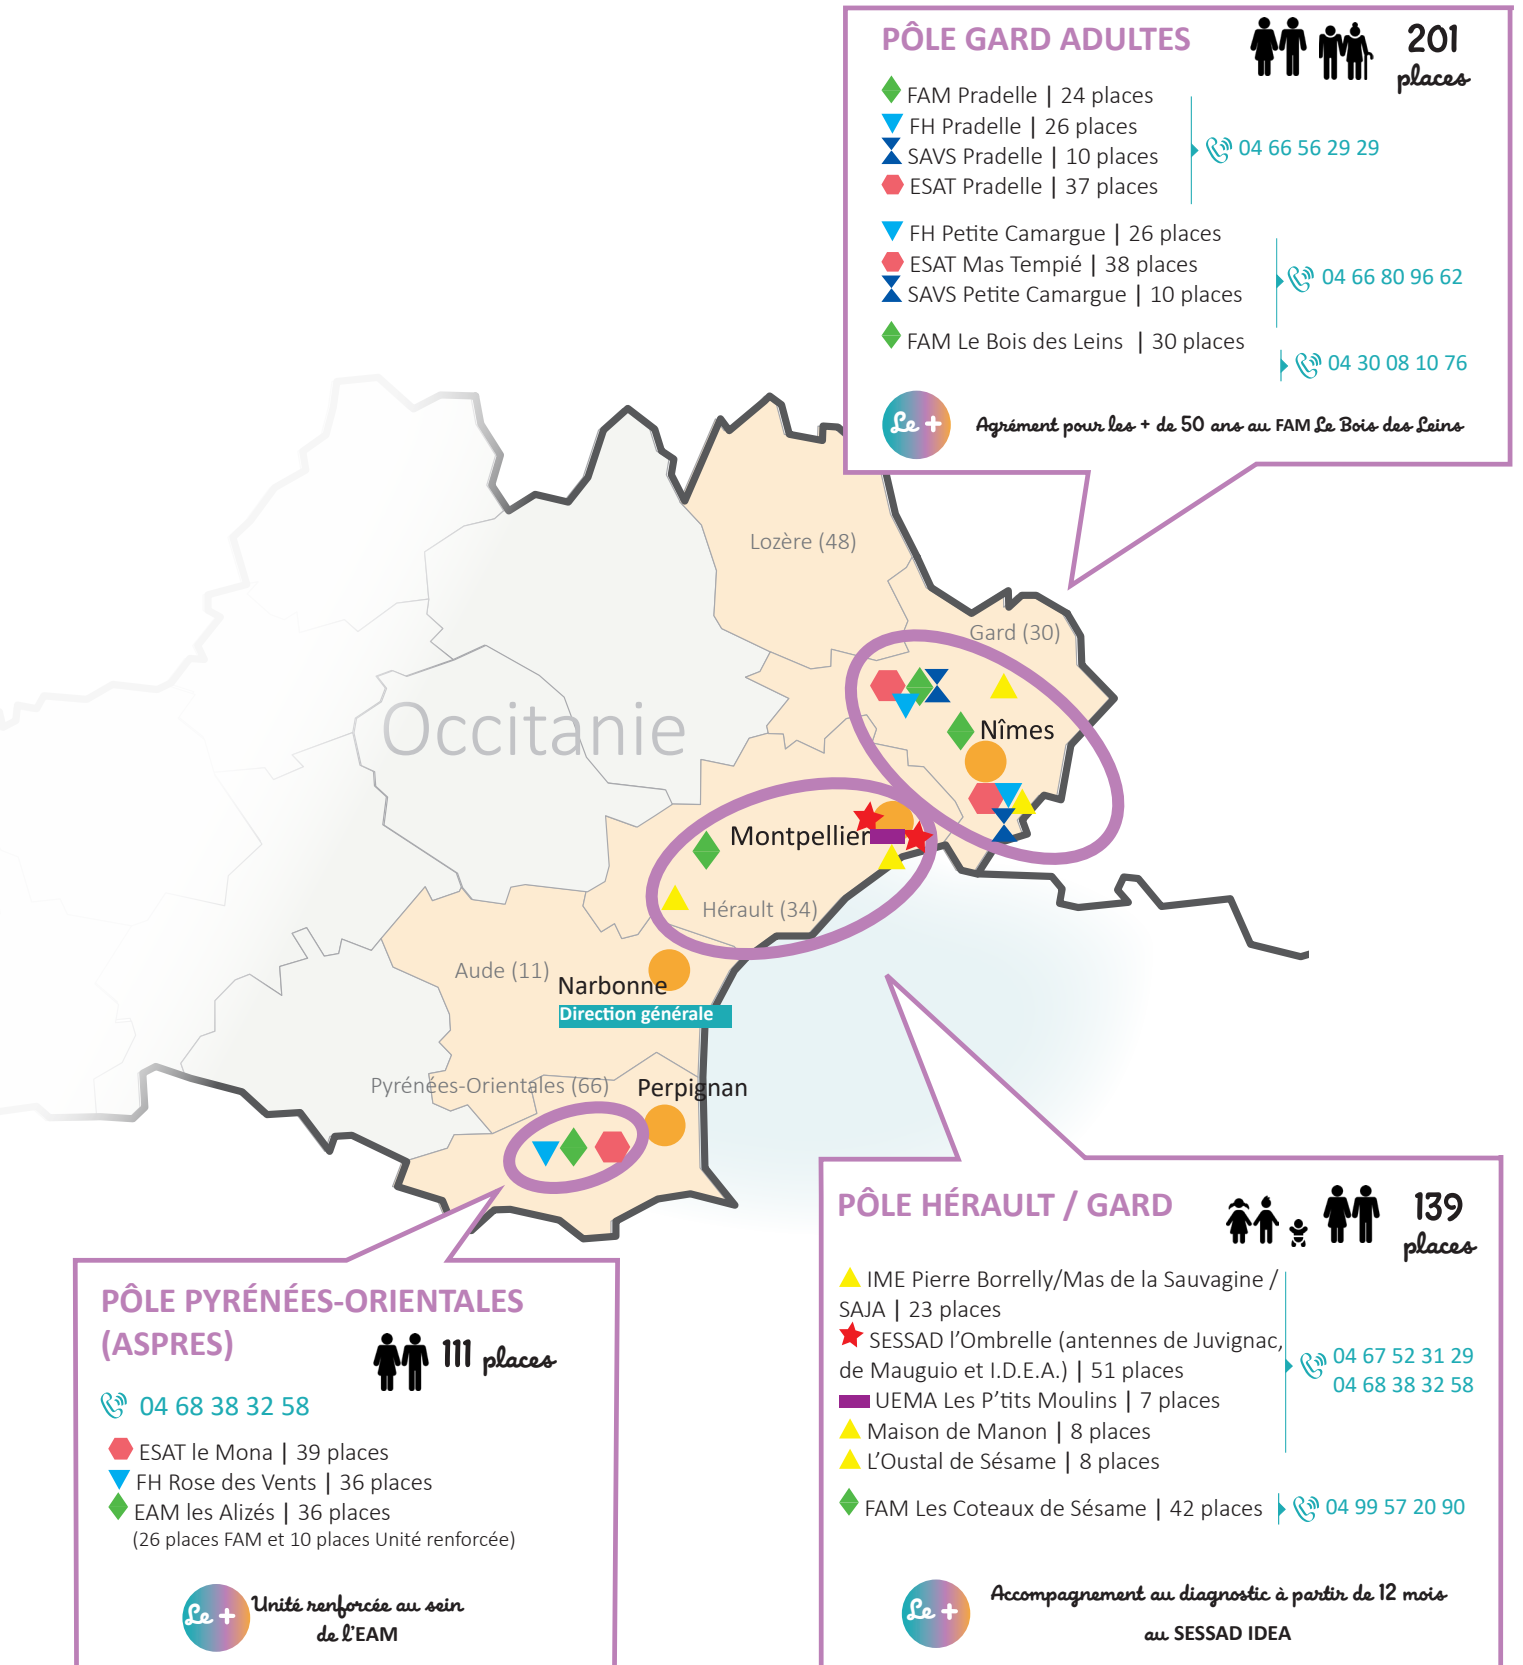 PÔLE GARD ADULTES
201
places
FAM Pradelle | 24 places
FH Pradelle | 26 places
SAVS Pradelle | 10 places
ESAT Pradelle | 37 places
04 66 56 29 29
FH Petite Camargue | 26 places
ESAT Mas Tempié | 38 places
SAVS Petite Camargue | 10 places
04 66 80 96 62
FAM Le Bois des Leins | 30 places
04 30 08 10 76
Le +
Agrément pour les + de 50 ans au FAM Le Bois des Leins
Lozère (48)
Gard (30)
Occitanie
Nîmes
Montpellier
Hérault (34)
Aude (11)
Narbonne
Direction générale
Pyrénées-Orientales (66)
Perpignan
PÔLE HÉRAULT / GARD
139
places
IME Pierre Borrelly/Mas de la Sauvagine /
SAJA | 23 places
SESSAD l’Ombrelle (antennes de Juvignac,
de Mauguio et I.D.E.A.) | 51 places
UEMA Les P’tits Moulins | 7 places
Maison de Manon | 8 places
L’Oustal de Sésame | 8 places
04 67 52 31 29
04 68 38 32 58
FAM Les Coteaux de Sésame | 42 places
04 99 57 20 90
Le +
Accompagnement au diagnostic à partir de 12 mois
au SESSAD IDEA
PÔLE PYRÉNÉES-ORIENTALES
(ASPRES)
111 places
04 68 38 32 58
ESAT le Mona | 39 places
FH Rose des Vents | 36 places
EAM les Alizés | 36 places
(26 places FAM et 10 places Unité renforcée)
Le +
Unité renforcée au sein
de l’EAM